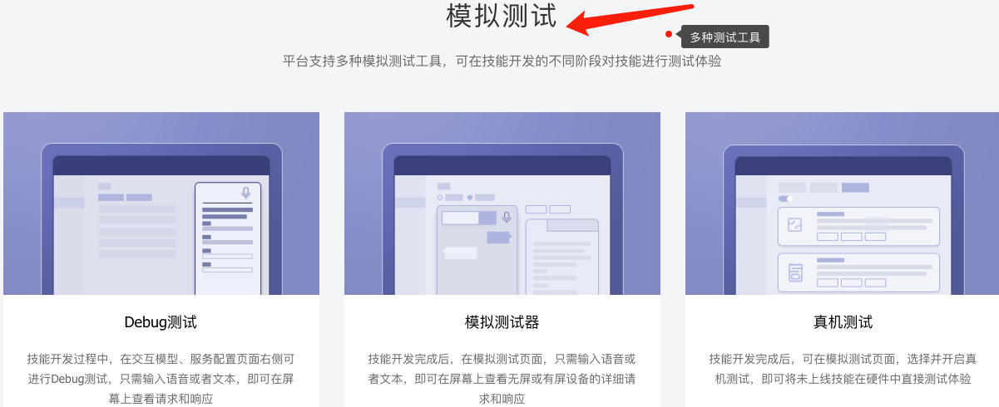 模拟测试
多种测试工具
平台支持多种模拟测试工具，可在技能开发的不同阶段对技能进行测试体验
Debug测试
技能开发过程中，在交互模型、服务配置页面右侧可
进行Debug测试，只需输入语音或者文本，即可在屏
幕上查看请求和响应
模拟测试器
技能开发完成后，在模拟测试页面，只需输入语音或
者文本，即可在屏幕上查看无屏或有屏设备的详细请
求和响应
真机测试
技能开发完成后，可在模拟测试页面，选择并开启真
机测试，即可将未上线技能在硬件中直接测试体验